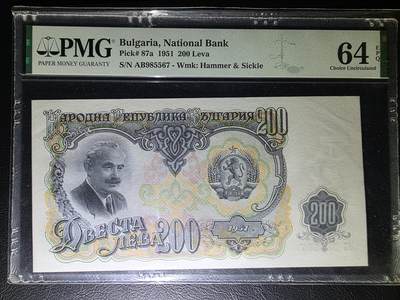 PMG
PAPER MONEY GUARANTY
Bulgaria, National Bank
Pick# 87a 1951 200 Leva
S/N AB985567 - Wmk: Hammer & Sickle
64 EPQ
Choice Uncirculated
НАРОДНА РЕПУБЛИКА БЪЛГАРИЯ
200
ДВЕСТА
ЛЕВА
200
1951
200